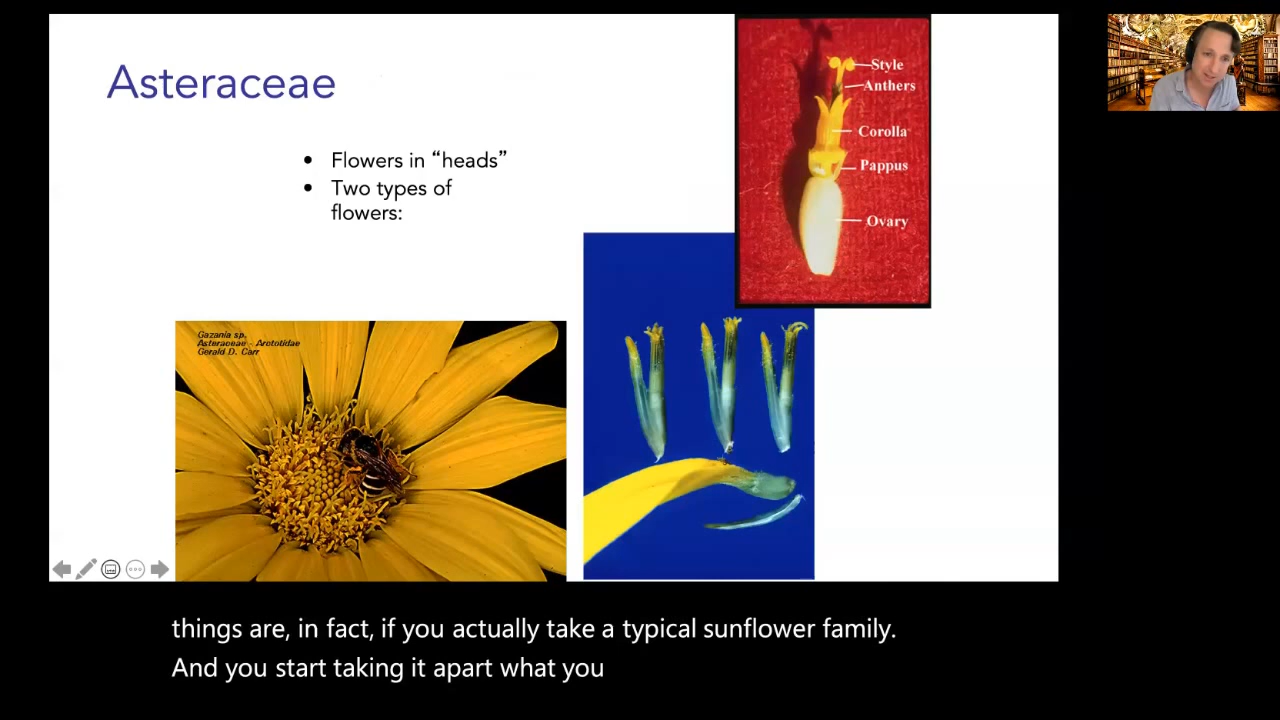 Asteraceae
• Flowers in “heads”
• Two types of
flowers:
Style
Anthers
Corolla
Pappus
Ovary
Gazania sp.
Asteraceae - Arctotidae
Gerald D. Carr
things are, in fact, if you actually take a typical sunflower family.
And you start taking it apart what you